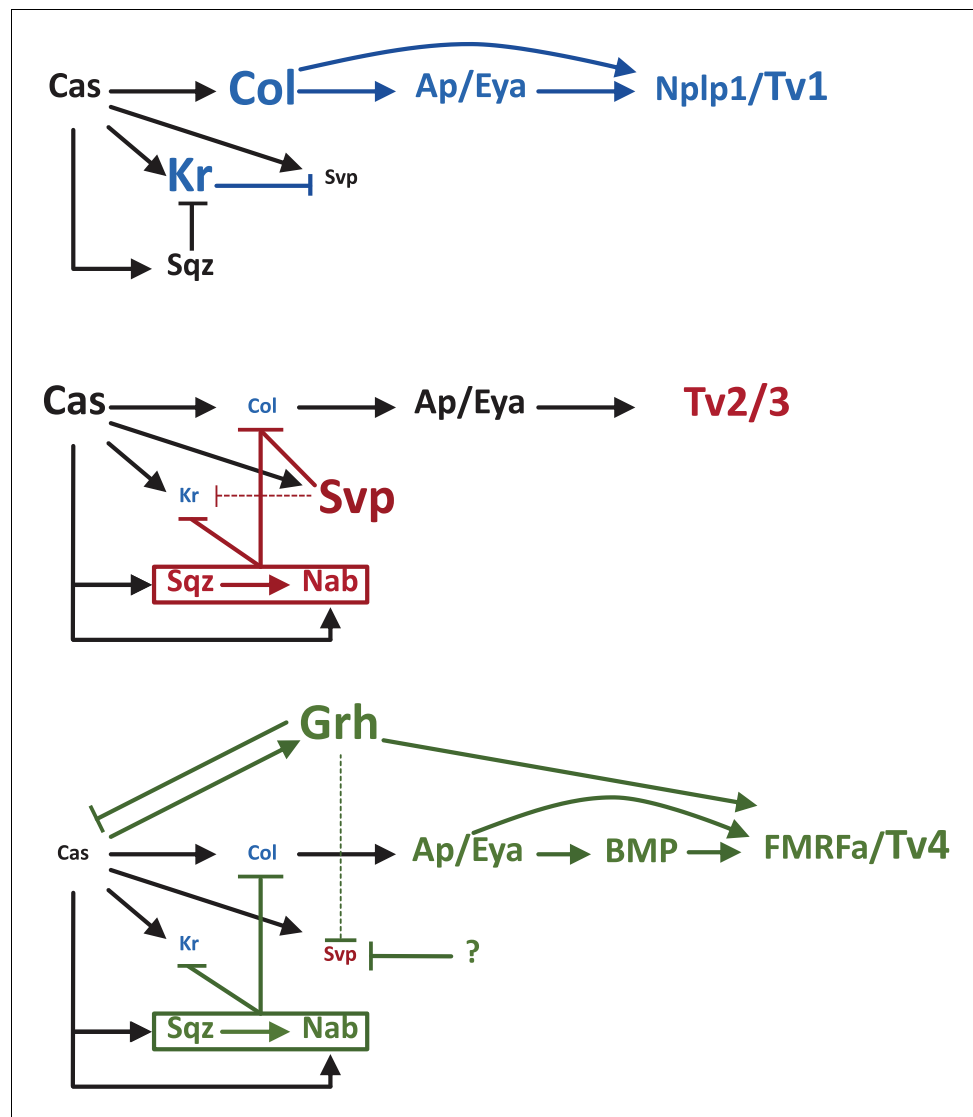 Cas Col Ap/Eya Nplp1/Tv1
Kr Svp
Sqz
Cas Col Ap/Eya Tv2/3
Kr Svp
Sqz Nab
Grh
Cas Col Ap/Eya BMP FMRFa/Tv4
Kr Svp ?
Sqz Nab